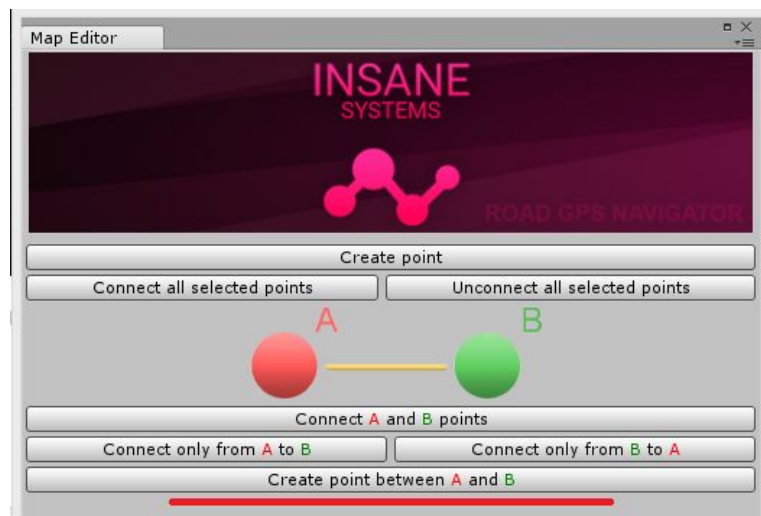 Map Editor
INSANE
SYSTEMS
ROAD GPS NAVIGATOR
Create point
Connect all selected points
Unconnect all selected points
A
B
Connect A and B points
Connect only from A to B
Connect only from B to A
Create point between A and B